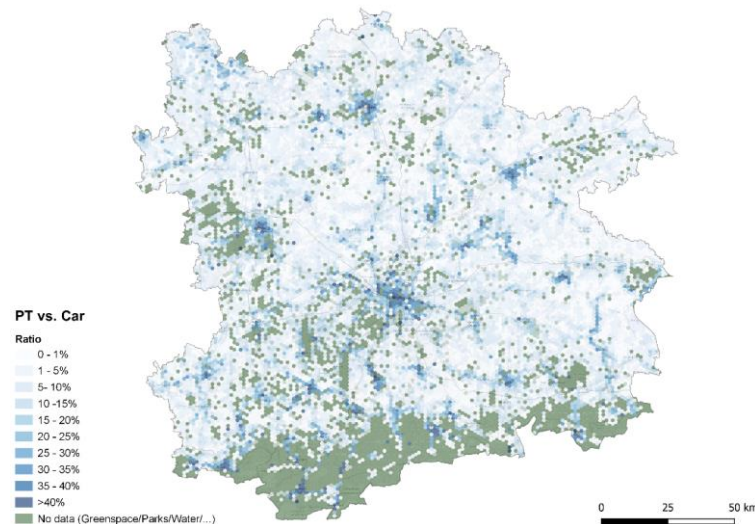 PT vs. Car
Ratio
0 - 1%
1 - 5%
5- 10%
10 -15%
15 - 20%
20 - 25%
25 - 30%
30 - 35%
35 - 40%
>40%
No data (Greenspace/Parks/Water/...)
0 25 50 km